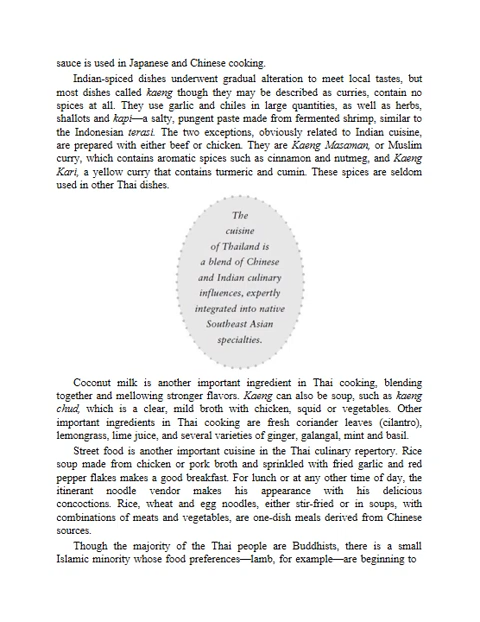 sauce is used in Japanese and Chinese cooking.
Indian-spiced dishes underwent gradual alteration to meet local tastes, but
most dishes called kaeng though they may be described as curries, contain no
spices at all. They use garlic and chiles in large quantities, as well as herbs,
shallots and kapi—a salty, pungent paste made from fermented shrimp, similar to
the Indonesian terasi. The two exceptions, obviously related to Indian cuisine,
are prepared with either beef or chicken. They are Kaeng Masaman, or Muslim
curry, which contains aromatic spices such as cinnamon and nutmeg, and Kaeng
Kari, a yellow curry that contains turmeric and cumin. These spices are seldom
used in other Thai dishes.
The
cuisine
of Thailand is
a blend of Chinese
and Indian culinary
influences, expertly
integrated into native
Southeast Asian
specialties.
Coconut milk is another important ingredient in Thai cooking, blending
together and mellowing stronger flavors. Kaeng can also be soup, such as kaeng
chud, which is a clear, mild broth with chicken, squid or vegetables. Other
important ingredients in Thai cooking are fresh coriander leaves (cilantro),
lemongrass, lime juice, and several varieties of ginger, galangal, mint and basil.
Street food is another important cuisine in the Thai culinary repertory. Rice
soup made from chicken or pork broth and sprinkled with fried garlic and red
pepper flakes makes a good breakfast. For lunch or at any other time of day, the
itinerant noodle vendor makes his appearance with his delicious
concoctions. Rice, wheat and egg noodles, either stir-fried or in soups, with
combinations of meats and vegetables, are one-dish meals derived from Chinese
sources.
Though the majority of the Thai people are Buddhists, there is a small
Islamic minority whose food preferences—lamb, for example—are beginning to